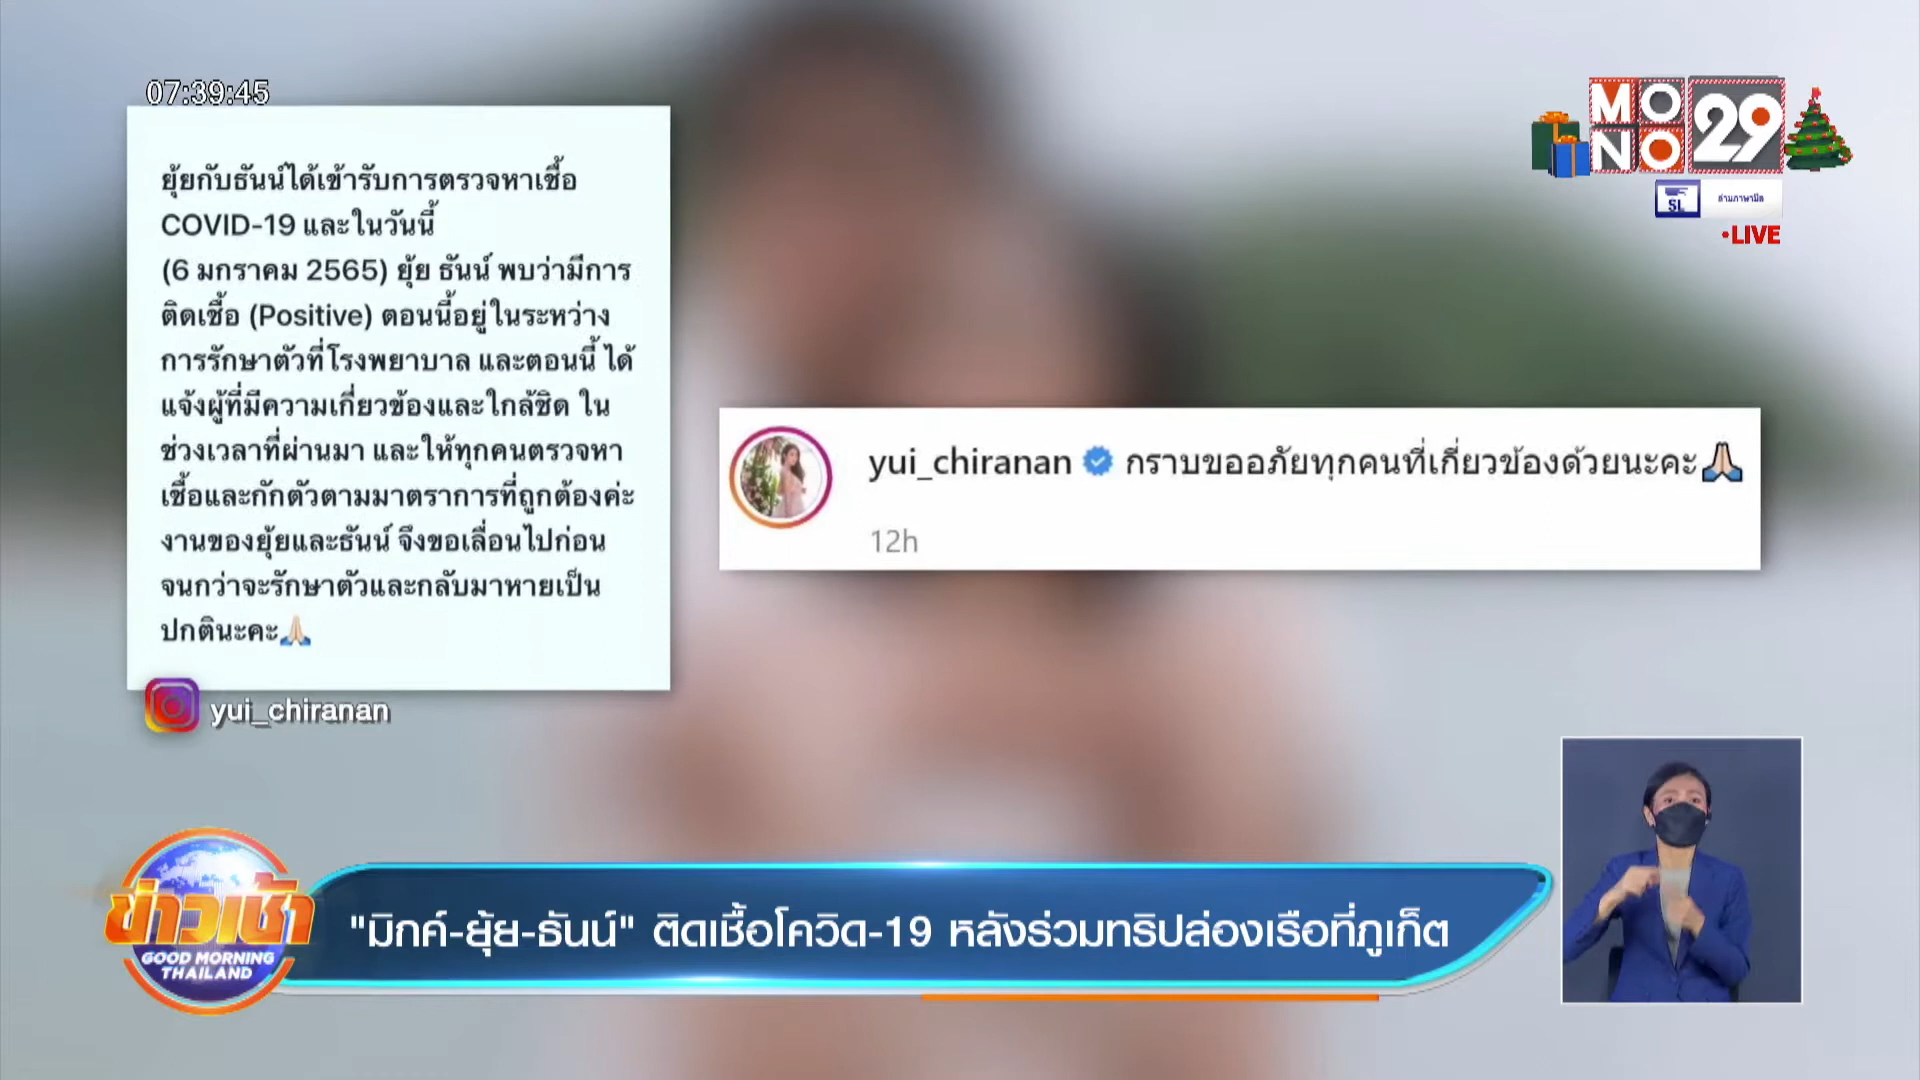 07:39:45
MONO 29
SL ล่ามภาษามือ
•LIVE
ยุ้ยกับธันน์ได้เข้ารับการตรวจหาเชื้อ
COVID-19 และในวันนี้
(6 มกราคม 2565) ยุ้ย ธันน์ พบว่ามีการ
ติดเชื้อ (Positive) ตอนนี้อยู่ในระหว่าง
การรักษาตัวที่โรงพยาบาล และตอนนี้ ได้
แจ้งผู้ที่มีความเกี่ยวข้องและใกล้ชิด ใน
ช่วงเวลาที่ผ่านมา และให้ทุกคนตรวจหา
เชื้อและกักตัวตามมาตราการที่ถูกต้องค่ะ
งานของยุ้ยและธันน์ จึงขอเลื่อนไปก่อน
จนกว่าจะรักษาตัวและกลับมาหายเป็น
ปกตินะคะ🙏🏻
yui_chiranan
yui_chiranan กราบขออภัยทุกคนที่เกี่ยวข้องด้วยนะคะ🙏🏻
12h
ข่าวเช้า
GOOD MORNING
THAILAND
"มิกค์-ยุ้ย-ธันน์" ติดเชื้อโควิด-19 หลังร่วมทริปล่องเรือที่ภูเก็ต